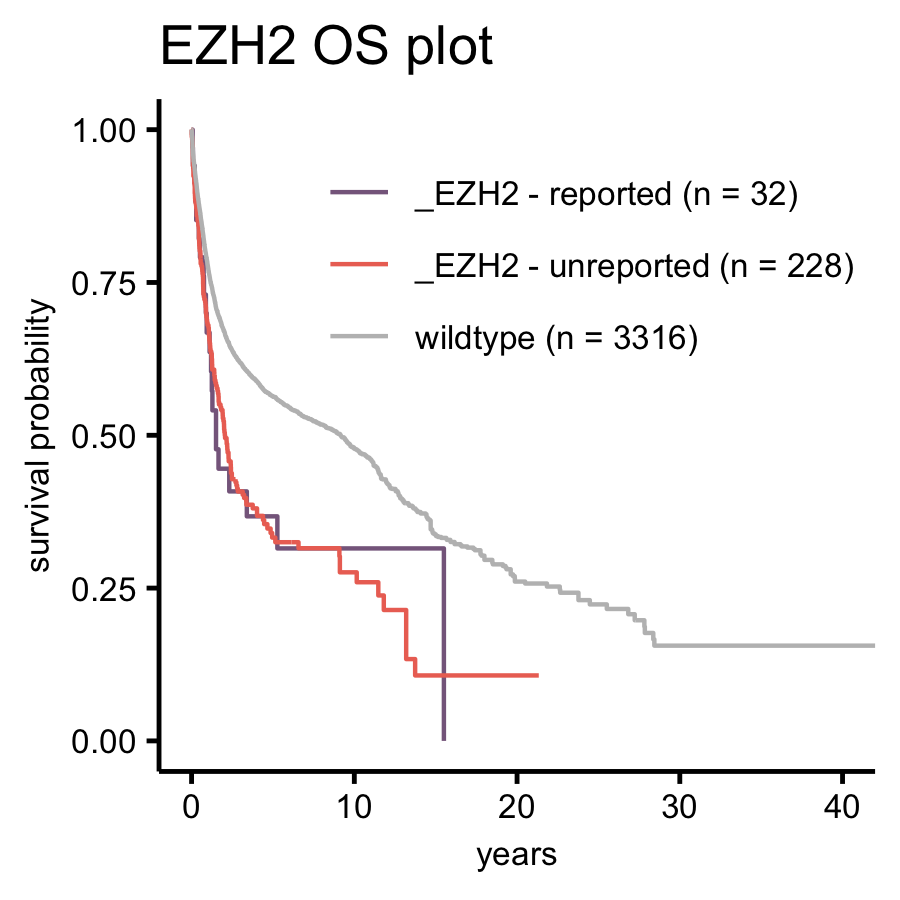 EZH2 OS plot
1.00
0.75
0.50
0.25
0.00
survival probability
_EZH2 - reported (n = 32)
_EZH2 - unreported (n = 228)
wildtype (n = 3316)
0 10 20 30 40
years